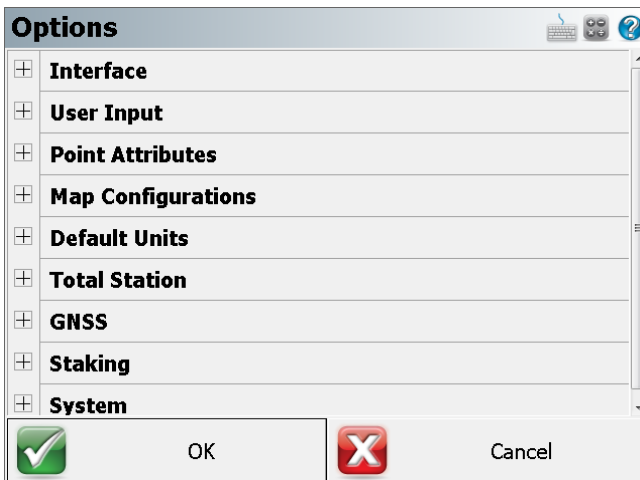 Options
Interface
User Input
Point Attributes
Map Configurations
Default Units
Total Station
GNSS
Staking
System
OK
Cancel